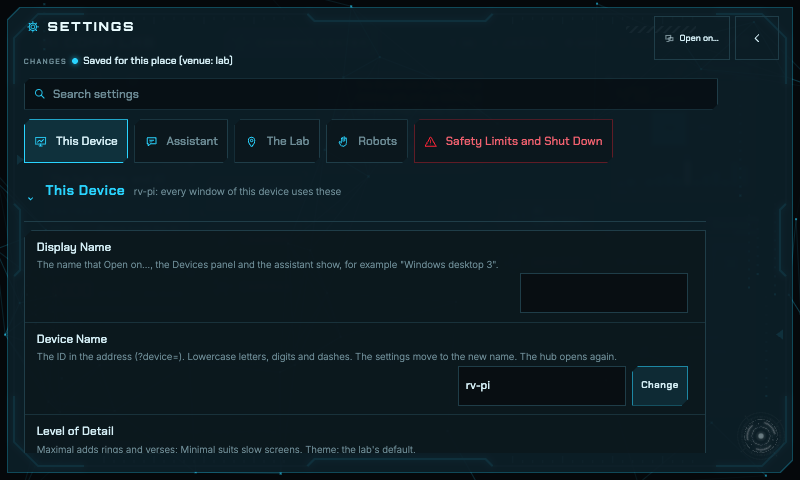 SETTINGS
Open on...
CHANGES Saved for this place (venue: lab)
Search settings
This Device
Assistant
The Lab
Robots
Safety Limits and Shut Down
This Device rv-pi: every window of this device uses these
Display Name
The name that Open on..., the Devices panel and the assistant show, for example "Windows desktop 3".
Device Name
The ID in the address (?device=). Lowercase letters, digits and dashes. The settings move to the new name. The hub opens again.
rv-pi
Change
Level of Detail
Maximal adds rings and verses: Minimal suits slow screens. Theme: the lab's default.